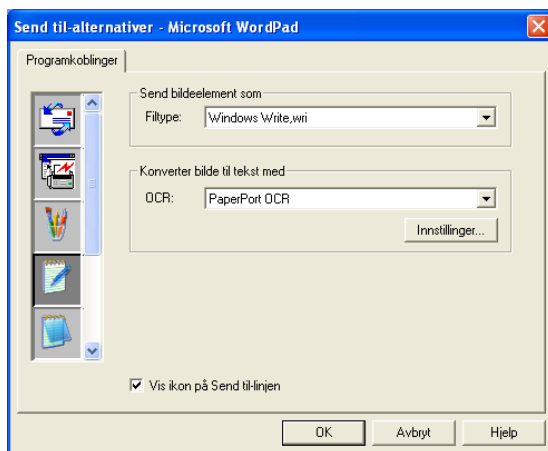 Send til-alternativer - Microsoft WordPad
Programkoblinger
Send bildeelement som
Filtype: Windows Write,wri
Konverter bilde til tekst med
OCR: PaperPort OCR
Innstillinger...
Vis ikon på Send til-linjen
OK Avbryt Hjelp